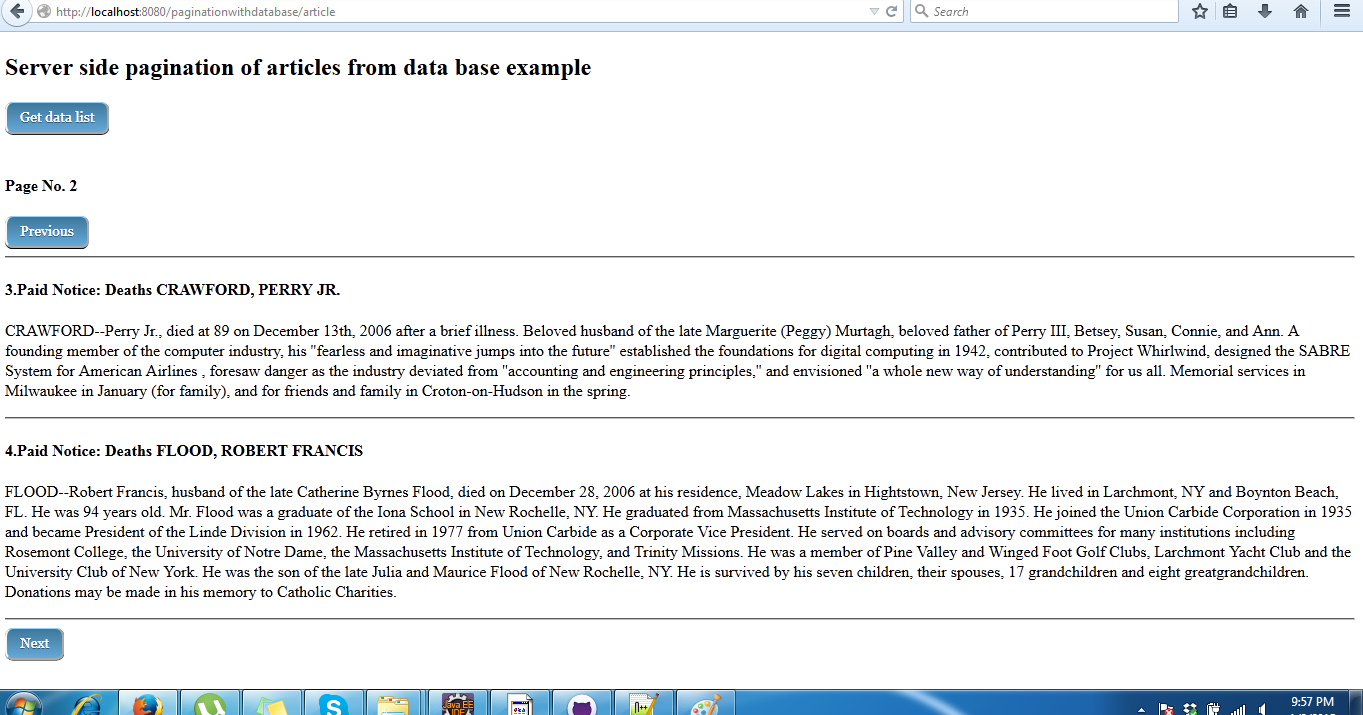 http://localhost:8080/paginationwithdatabase/article
Search
Server side pagination of articles from data base example
Get data list
Page No. 2
Previous
3.Paid Notice: Deaths CRAWFORD, PERRY JR.
CRAWFORD--Perry Jr., died at 89 on December 13th, 2006 after a brief illness. Beloved husband of the late Marguerite (Peggy) Murtagh, beloved father of Perry III, Betsey, Susan, Connie, and Ann. A
founding member of the computer industry, his "fearless and imaginative jumps into the future" established the foundations for digital computing in 1942, contributed to Project Whirlwind, designed the SABRE
System for American Airlines , foresaw danger as the industry deviated from "accounting and engineering principles," and envisioned "a whole new way of understanding" for us all. Memorial services in
Milwaukee in January (for family), and for friends and family in Croton-on-Hudson in the spring.
4.Paid Notice: Deaths FLOOD, ROBERT FRANCIS
FLOOD--Robert Francis, husband of the late Catherine Byrnes Flood, died on December 28, 2006 at his residence, Meadow Lakes in Hightstown, New Jersey. He lived in Larchmont, NY and Boynton Beach,
FL. He was 94 years old. Mr. Flood was a graduate of the Iona School in New Rochelle, NY. He graduated from Massachusetts Institute of Technology in 1935. He joined the Union Carbide Corporation in 1935
and became President of the Linde Division in 1962. He retired in 1977 from Union Carbide as a Corporate Vice President. He served on boards and advisory committees for many institutions including
Rosemont College, the University of Notre Dame, the Massachusetts Institute of Technology, and Trinity Missions. He was a member of Pine Valley and Winged Foot Golf Clubs, Larchmont Yacht Club and the
University Club of New York. He was the son of the late Julia and Maurice Flood of New Rochelle, NY. He is survived by his seven children, their spouses, 17 grandchildren and eight greatgrandchildren.
Donations may be made in his memory to Catholic Charities.
Next
Java EE
IDE
9:57 PM